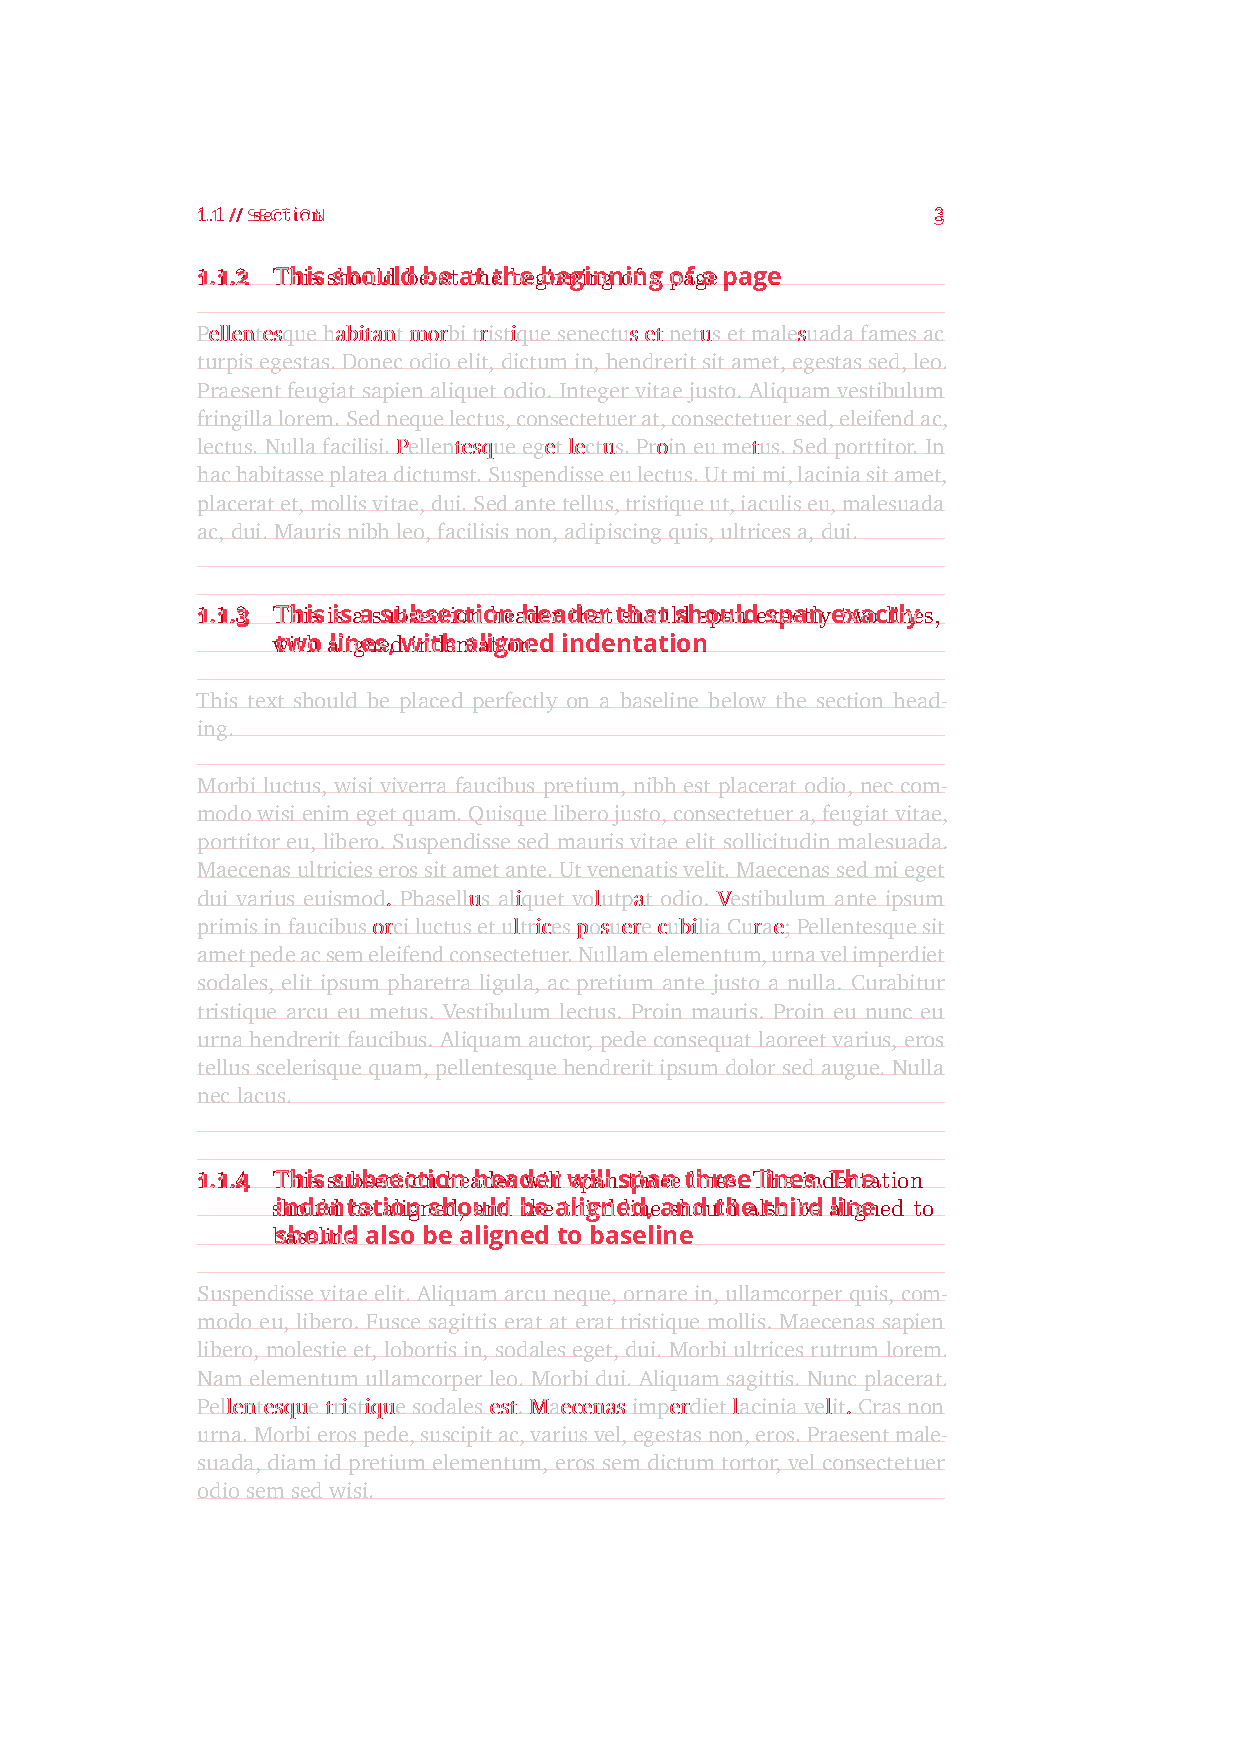 1.1 // SECTION 3
1.1.2 This should be at the beginning of a page
Pellentesque habitant morbi tristique senectus et netus et malesuada fames ac
turpis egestas. Donec odio elit, dictum in, hendrerit sit amet, egestas sed, leo.
Praesent feugiat sapien aliquet odio. Integer vitae justo. Aliquam vestibulum
fringilla lorem. Sed neque lectus, consectetuer at, consectetuer sed, eleifend ac,
lectus. Nulla facilisi. Pellentesque eget lectus. Proin eu metus. Sed porttitor. In
hac habitasse platea dictumst. Suspendisse eu lectus. Ut mi mi, lacinia sit amet,
placerat et, mollis vitae, dui. Sed ante tellus, tristique ut, iaculis eu, malesuada
ac, dui. Mauris nibh leo, facilisis non, adipiscing quis, ultrices a, dui.
1.1.3 This is a subsection header that should span exactly
two lines, with aligned indentation
This text should be placed perfectly on a baseline below the section head-
ing.
Morbi luctus, wisi viverra faucibus pretium, nibh est placerat odio, nec com-
modo wisi enim eget quam. Quisque libero justo, consectetuer a, feugiat vitae,
porttitor eu, libero. Suspendisse sed mauris vitae elit sollicitudin malesuada.
Maecenas ultricies eros sit amet ante. Ut venenatis velit. Maecenas sed mi eget
dui varius euismod. Phasellus aliquet volutpat odio. Vestibulum ante ipsum
primis in faucibus orci luctus et ultrices posuere cubilia Curae; Pellentesque sit
amet pede ac sem eleifend consectetuer. Nullam elementum, urna vel imperdiet
sodales, elit ipsum pharetra ligula, ac pretium ante justo a nulla. Curabitur
tristique arcu eu metus. Vestibulum lectus. Proin mauris. Proin eu nunc eu
urna hendrerit faucibus. Aliquam auctor, pede consequat laoreet varius, eros
tellus scelerisque quam, pellentesque hendrerit ipsum dolor sed augue. Nulla
nec lacus.
1.1.4 This subsection header will span three lines. The
indentation should be aligned, and the third line
should also be aligned to baseline
Suspendisse vitae elit. Aliquam arcu neque, ornare in, ullamcorper quis, com-
modo eu, libero. Fusce sagittis erat at erat tristique mollis. Maecenas sapien
libero, molestie et, lobortis in, sodales eget, dui. Morbi ultrices rutrum lorem.
Nam elementum ullamcorper leo. Morbi dui. Aliquam sagittis. Nunc placerat.
Pellentesque tristique sodales est. Maecenas imperdiet lacinia velit. Cras non
urna. Morbi eros pede, suscipit ac, varius vel, egestas non, eros. Praesent male-
suada, diam id pretium elementum, eros sem dictum tortor, vel consectetuer
odio sem sed wisi.